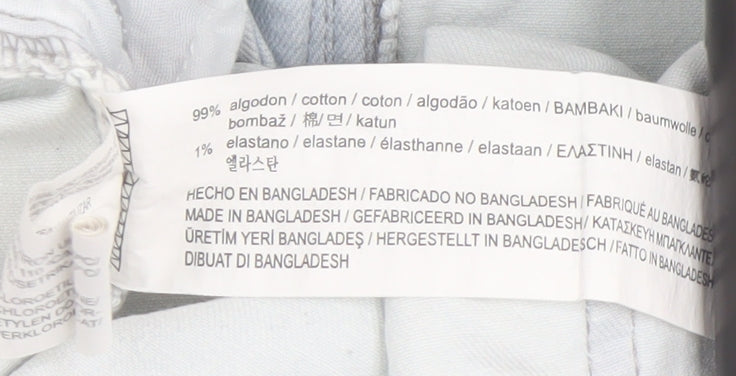 99% algodon / cotton / coton / algodão / katoen / BAMBAKI / baumwolle /
bombaž / 棉 / 면 / katun
1% elastano / elastane / élasthanne / elastaan / ΕΛΑΣΤΙΝΗ / elastan /
엘라스탄
HECHO EN BANGLADESH / FABRICADO NO BANGLADESH / FABRIQUÉ AU BANGLADES
MADE IN BANGLADESH / GEFABRICEERD IN BANGLADESH / ΚΑΤΑΣΚΕΥΗ ΜΠΑΓΚΛΑΝΤΕ
ÜRETİM YERİ BANGLADEŞ / HERGESTELLT IN BANGLADESCH / FATTO IN BANGLADESH
DIBUAT DI BANGLADESH